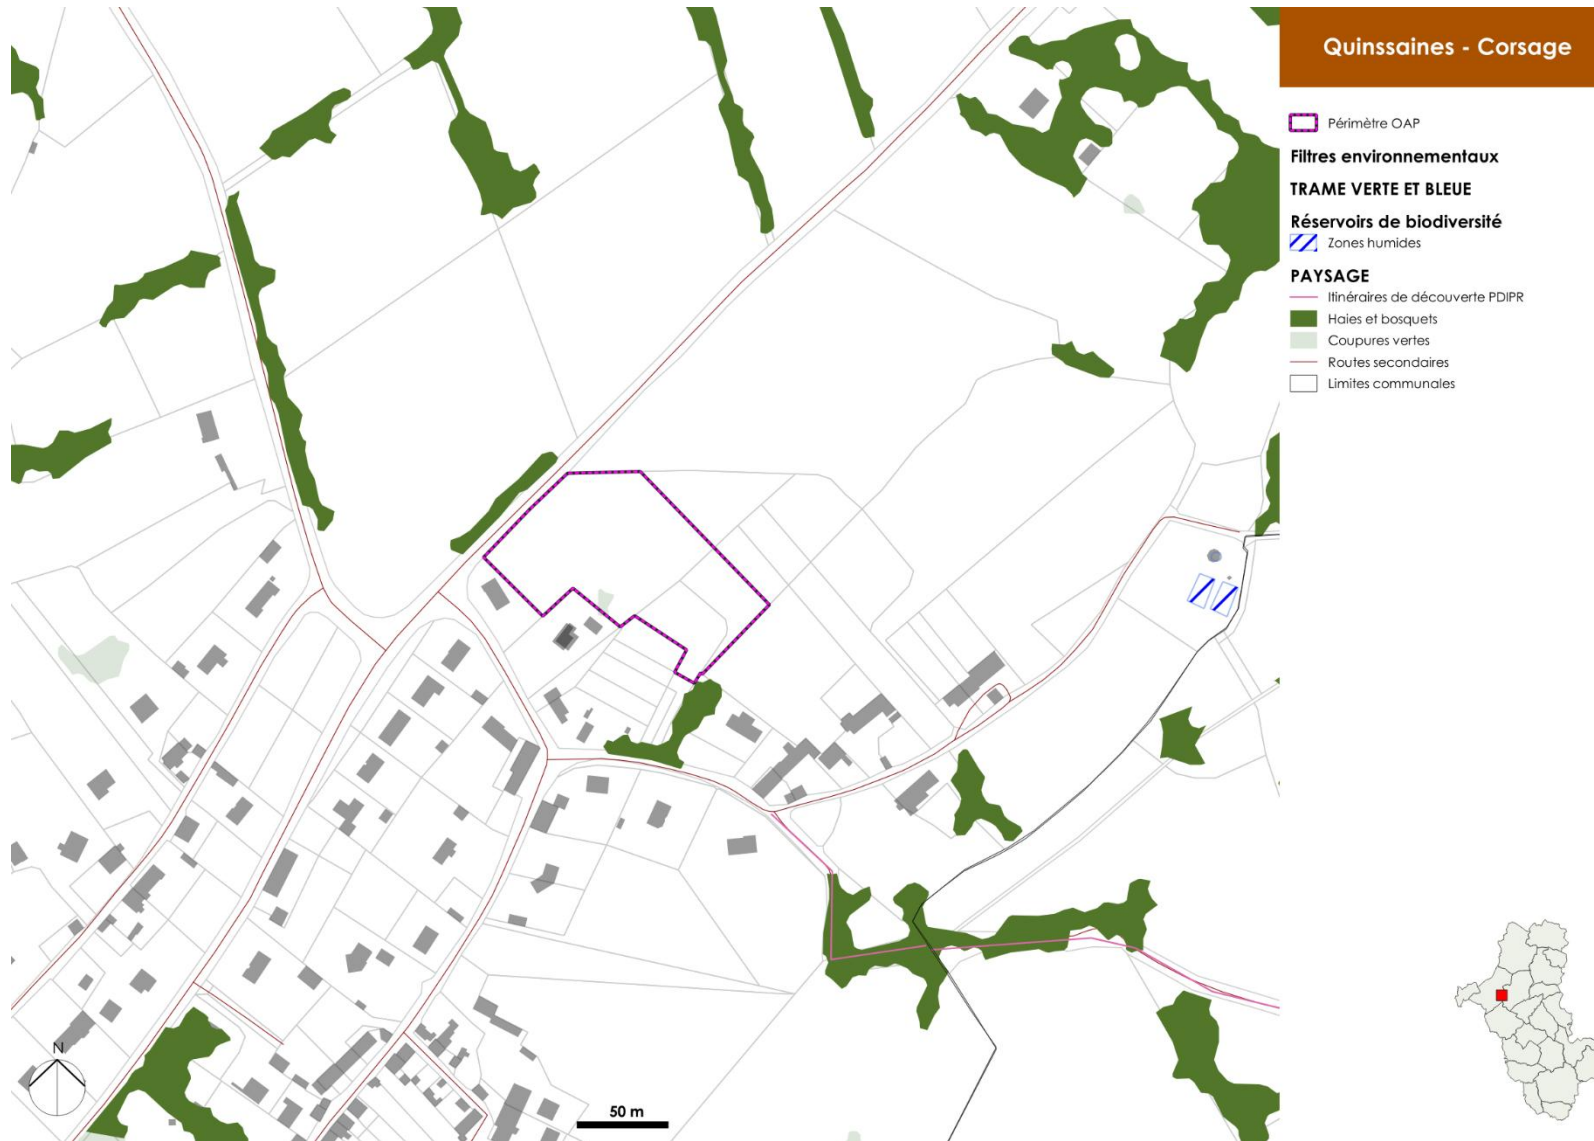 Quinssaines - Corsage
Périmètre OAP
Filtres environnementaux
TRAME VERTE ET BLEUE
Réservoirs de biodiversité
Zones humides
PAYSAGE
Itinéraires de découverte PDIPR
Haies et bosquets
Coupures vertes
Routes secondaires
Limites communales
N
50 m